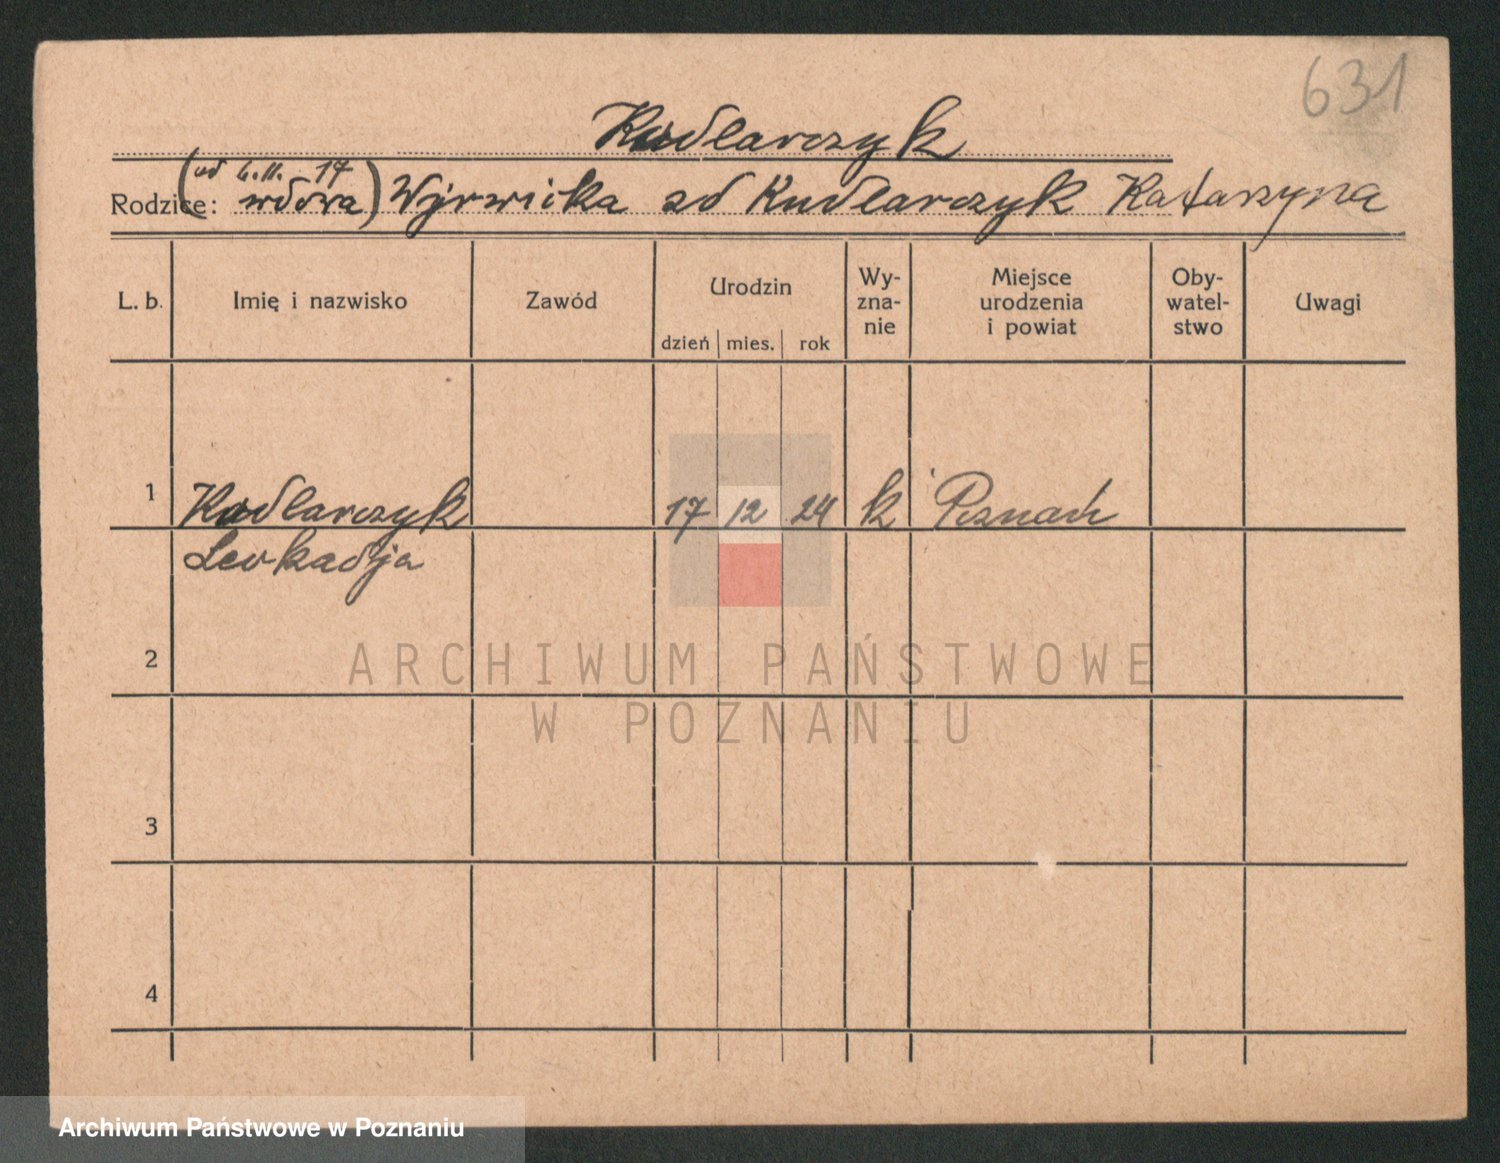 631
Kudlarczyk
(od 6.11. 17
Rodzice: wdowa) Wyrwicka zd Kudlarczyk Katarzyna
L. b. Imię i nazwisko Zawód Urodzin dzień mies. rok Wy-zna-nie Miejsce urodzenia i powiat Oby-watel-stwo Uwagi
1 Kudlarczyk 17 12 24 k Poznań
Leokadja
2
ARCHIWUM PAŃSTWOWE
W POZNANIU
3
4
Archiwum Państwowe w Poznaniu